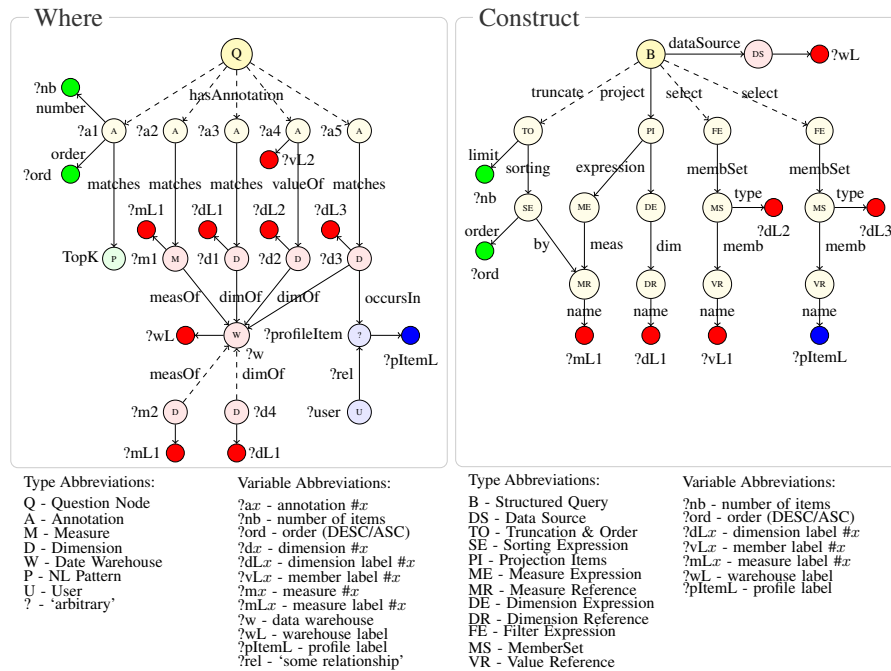 Where
Q
?nb
number
hasAnnotation
?a1 A ?a2 A ?a3 A ?a4 A ?a5 A
order
?ord
?vL2
matches matches matches valueOf matches
?mL1 ?dL1 ?dL2 ?dL3
TopK P ?m1 M ?d1 D ?d2 D ?d3 D
measOf dimOf dimOf occursIn
?wL W ?w ?profileItem ? ?pItemL
measOf dimOf ?rel
?m2 D D ?d4 ?user U
?mL1 ?dL1
Construct
B dataSource DS ?wL
truncate project select select
TO PI FE FE
limit sorting expression membSet membSet
?nb
type type
SE ME DE MS MS
?dL2 ?dL3
order
?ord
by meas dim memb memb
MR DR VR VR
name name name name
?mL1 ?dL1 ?vL1 ?pItemL
Type Abbreviations:
Q - Question Node
A - Annotation
M - Measure
D - Dimension
W - Date Warehouse
P - NL Pattern
U - User
? - ‘arbitrary’
Variable Abbreviations:
?ax - annotation #x
?nb - number of items
?ord - order (DESC/ASC)
?dx - dimension #x
?dLx - dimension label #x
?vLx - member label #x
?mx - measure #x
?mLx - measure label #x
?w - data warehouse
?wL - warehouse label
?pItemL - profile label
?rel - ‘some relationship’
Type Abbreviations:
B - Structured Query
DS - Data Source
TO - Truncation & Order
SE - Sorting Expression
PI - Projection Items
ME - Measure Expression
MR - Measure Reference
DE - Dimension Expression
DR - Dimension Reference
FE - Filter Expression
MS - MemberSet
VR - Value Reference
Variable Abbreviations:
?nb - number of items
?ord - order (DESC/ASC)
?dLx - dimension label #x
?vLx - member label #x
?mLx - measure label #x
?wL - warehouse label
?pItemL - profile label